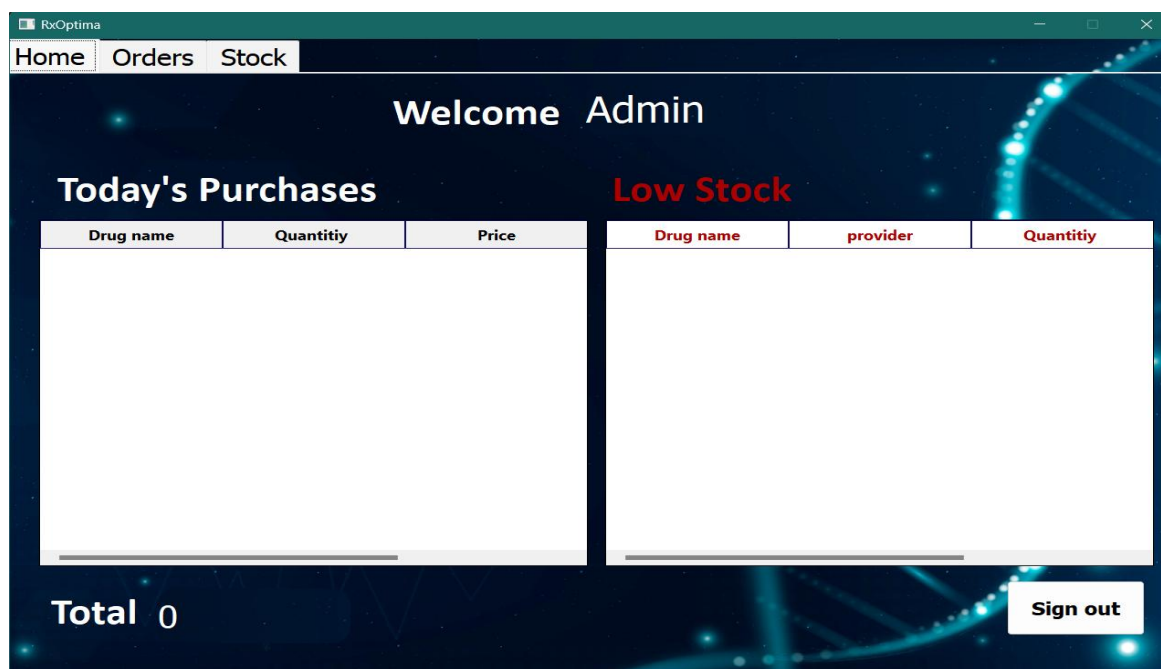 RxOptima
Home Orders Stock
Welcome Admin
Today's Purchases
Low Stock
Drug name Quantitiy Price
Drug name provider Quantitiy
Total 0
Sign out